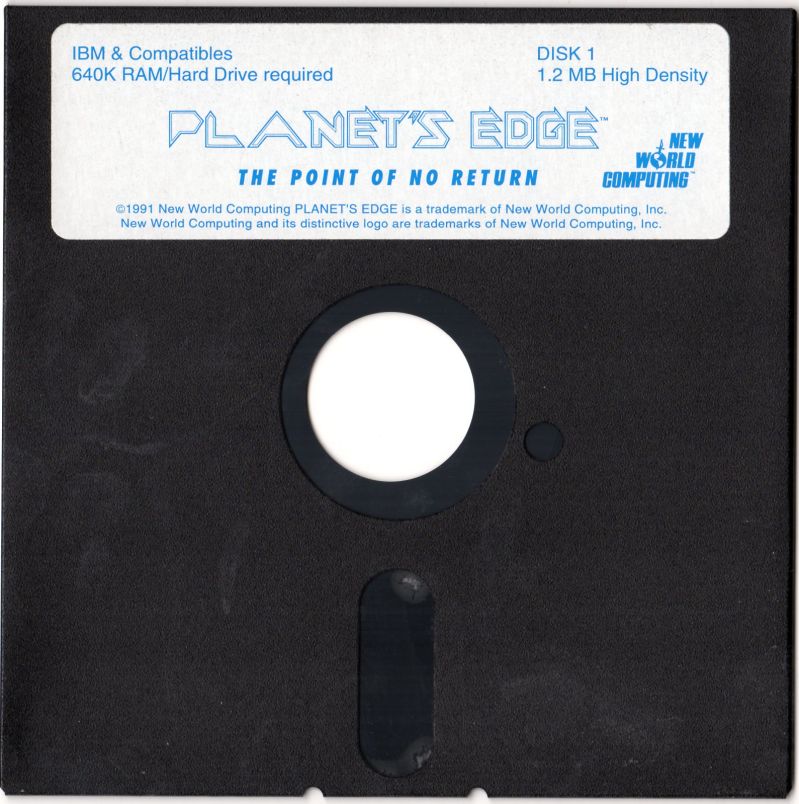 IBM & Compatibles
640K RAM/Hard Drive required
DISK 1
1.2 MB High Density
PLANET'S EDGE™
THE POINT OF NO RETURN
NEW
WORLD
COMPUTING™
©1991 New World Computing PLANET'S EDGE is a trademark of New World Computing, Inc.
New World Computing and its distinctive logo are trademarks of New World Computing, Inc.